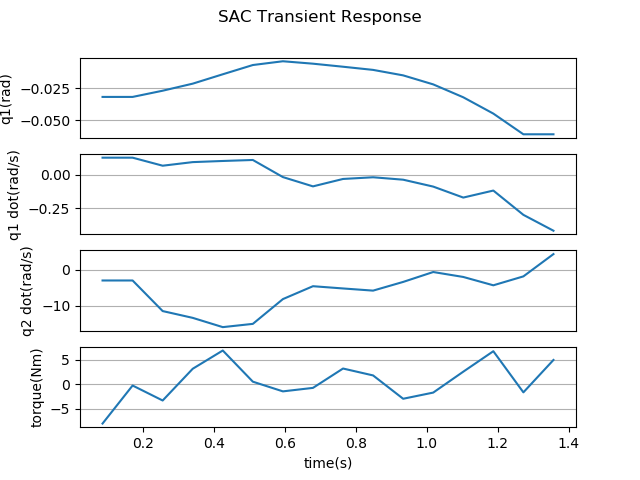 SAC Transient Response
q1(rad)
−0.025
−0.050
q1 dot(rad/s)
0.00
−0.25
q2 dot(rad/s)
0
−10
torque(Nm)
5
0
−5
0.2 0.4 0.6 0.8 1.0 1.2 1.4
time(s)